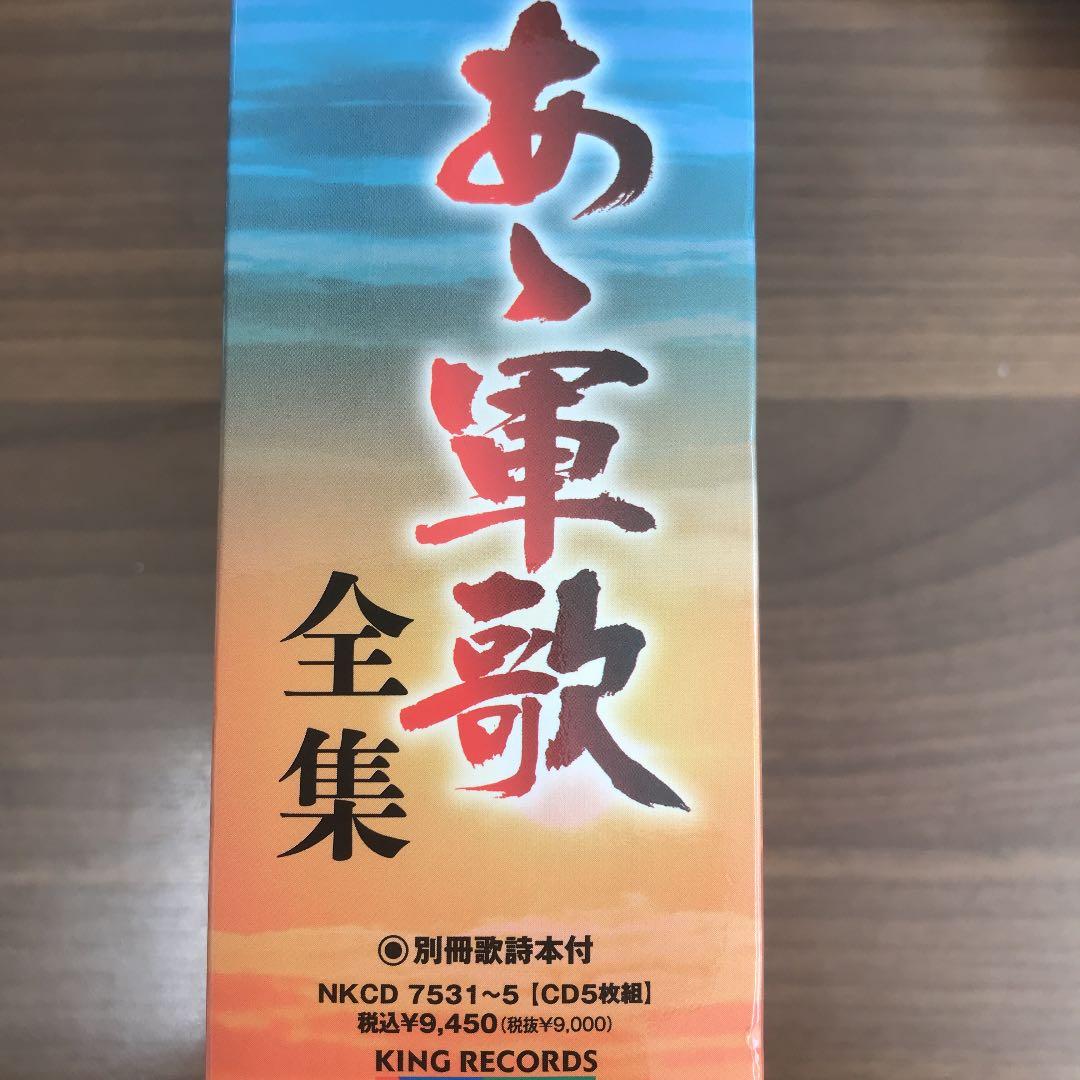 あゝ軍歌
全集
◉別冊歌詩本付
NKCD 7531~5【CD5枚組】
税込¥9,450(税抜¥9,000)
KING RECORDS